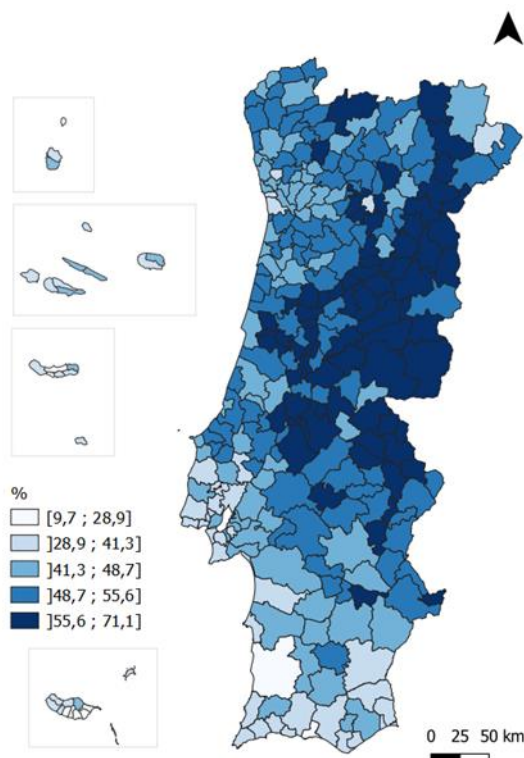 %
[9,7 ; 28,9]
]28,9 ; 41,3]
]41,3 ; 48,7]
]48,7 ; 55,6]
]55,6 ; 71,1]
0 25 50 km